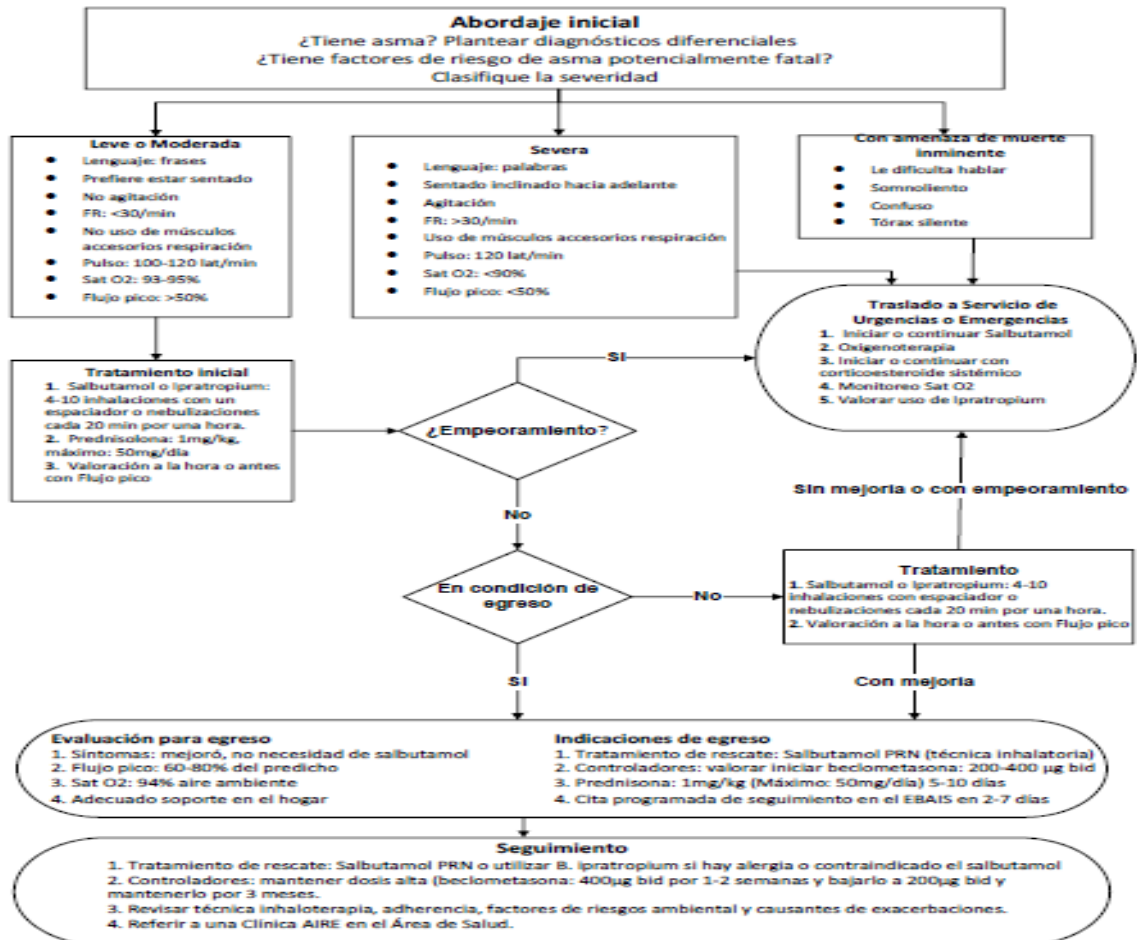 Abordaje inicial
¿Tiene asma? Plantear diagnósticos diferenciales
¿Tiene factores de riesgo de asma potencialmente fatal?
Clasifique la severidad
Leve o Moderada
● Lenguaje: frases
● Prefiere estar sentado
● No agitación
● FR: <30/min
● No uso de músculos
accesorios respiración
● Pulso: 100-120 lat/min
● Sat O2: 93-95%
● Flujo pico: >50%
Severa
● Lenguaje: palabras
● Sentado inclinado hacia adelante
● Agitación
● FR: >30/min
● Uso de músculos accesorios respiración
● Pulso: 120 lat/min
● Sat O2: <90%
● Flujo pico: <50%
Con amenaza de muerte
inminente
● Le dificulta hablar
● Somnoliento
● Confuso
● Tórax silente
Traslado a Servicio de
Urgencias o Emergencias
1. Iniciar o continuar Salbutamol
2. Oxigenoterapia
3. Iniciar o continuar con
corticoesteroide sistémico
4. Monitoreo Sat O2
5. Valorar uso de Ipratropium
Tratamiento inicial
1. Salbutamol o Ipratropium:
4-10 inhalaciones con un
espaciador o nebulizaciones
cada 20 min por una hora.
2. Prednisolona: 1mg/kg,
máximo: 50mg/día
3. Valoración a la hora o antes
con Flujo pico
SI
¿Empeoramiento?
No
Sin mejoria o con empeoramiento
En condición de
egreso
No
Tratamiento
1. Salbutamol o Ipratropium: 4-10
inhalaciones con espaciador o
nebulizaciones cada 20 min por una hora.
2. Valoración a la hora o antes con Flujo pico
SI
Con mejoria
Evaluación para egreso
1. Síntomas: mejoró, no necesidad de salbutamol
2. Flujo pico: 60-80% del predicho
3. Sat O2: 94% aire ambiente
4. Adecuado soporte en el hogar
Indicaciones de egreso
1. Tratamiento de rescate: Salbutamol PRN (técnica inhalatoria)
2. Controladores: valorar iniciar beclometasona: 200-400 µg bid
3. Prednisona: 1mg/kg (Máximo: 50mg/día) 5-10 días
4. Cita programada de seguimiento en el EBAIS en 2-7 días
Seguimiento
1. Tratamiento de rescate: Salbutamol PRN o utilizar B. ipratropium si hay alergia o contraindicado el salbutamol
2. Controladores: mantener dosis alta (beclometasona: 400µg bid por 1-2 semanas y bajarlo a 200µg bid y
mantenerlo por 3 meses.
3. Revisar técnica inhaloterapia, adherencia, factores de riesgos ambiental y causantes de exacerbaciones.
4. Referir a una Clínica AIRE en el Área de Salud.